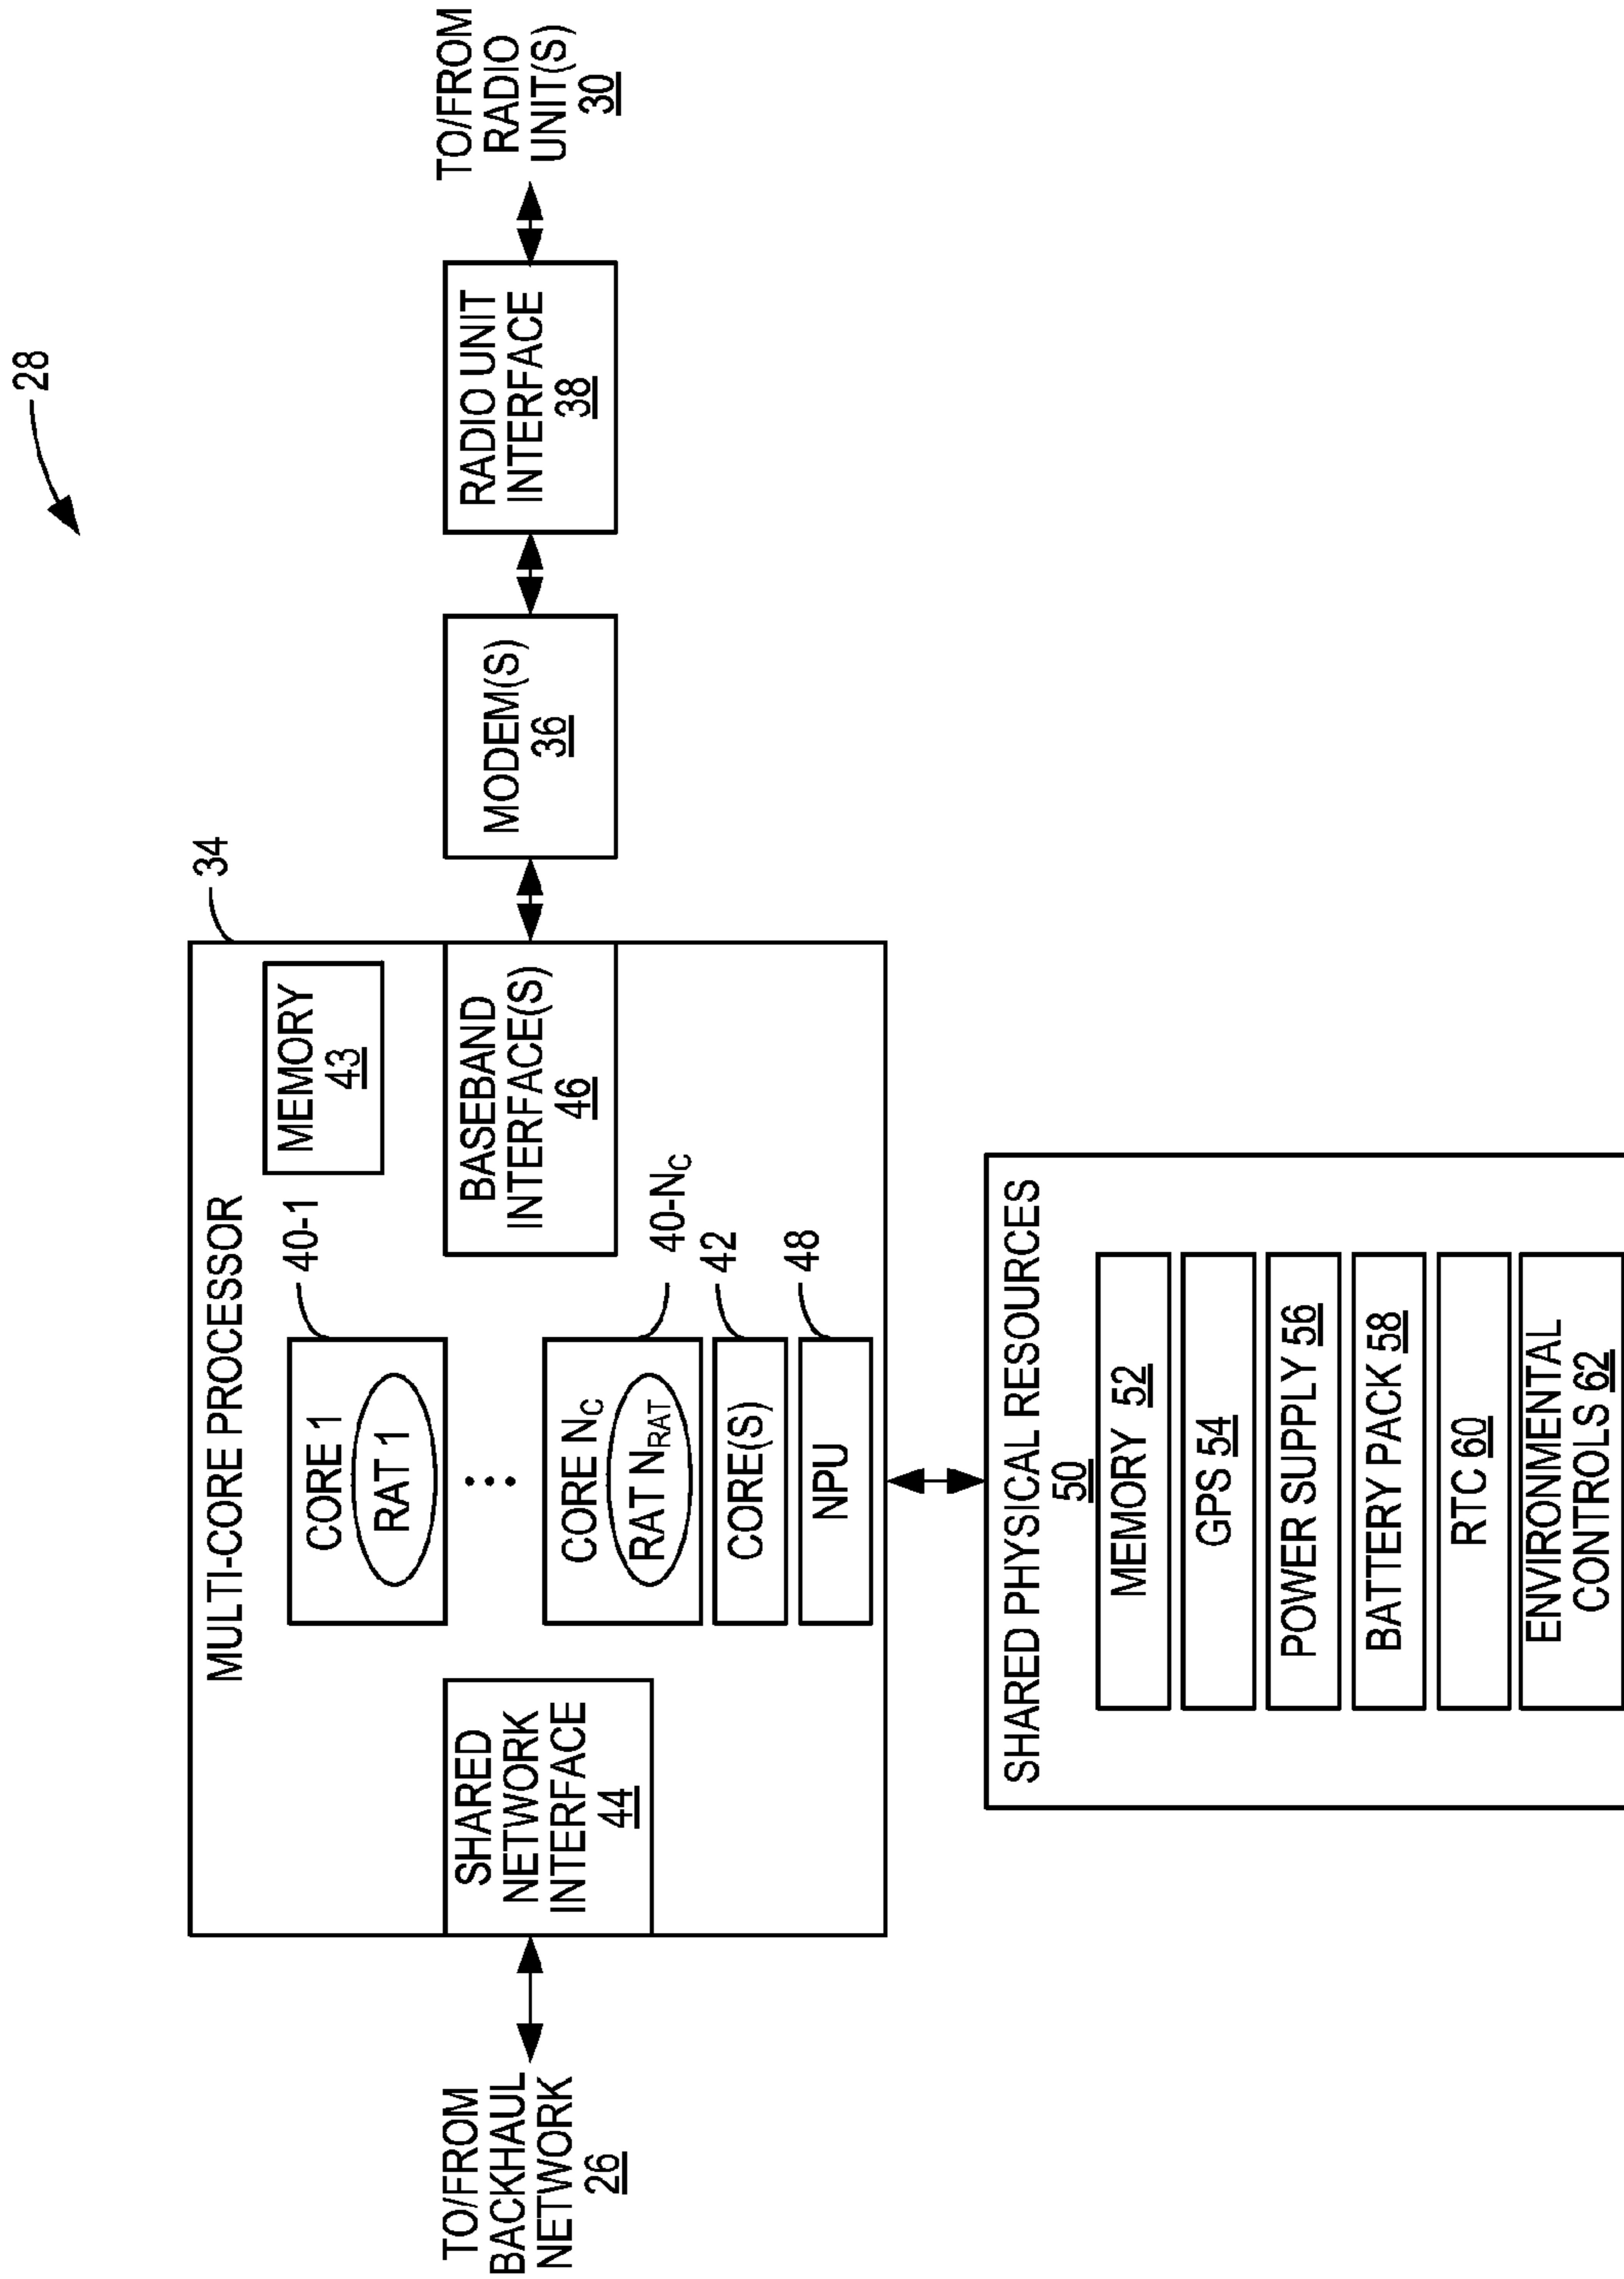 28
TO/FROM
BACKHAUL
NETWORK
26
MULTI-CORE PROCESSOR
34
SHARED
NETWORK
INTERFACE
44
CORE 1
RAT 1
40-1
MEMORY
43
CORE NC
RAT NRAT
40-NC
CORE(S)
42
NPU
48
BASEBAND
INTERFACE(S)
46
MODEM(S)
36
RADIO UNIT
INTERFACE
38
TO/FROM
RADIO
UNIT(S)
30
SHARED PHYSICAL RESOURCES
50
MEMORY 52
GPS 54
POWER SUPPLY 56
BATTERY PACK 58
RTC 60
ENVIRONMENTAL
CONTROLS 62